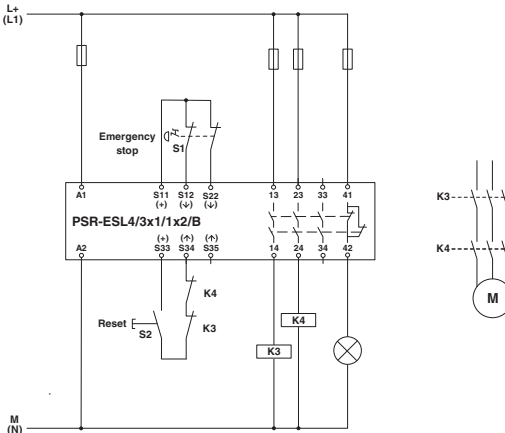 L+
(L1)
Emergency
stop
S1
A1 S11 S12 S22 13 23 33 41
(+) (↓) (↓)
PSR-ESL4/3x1/1x2/B
(+) (↑) (↑)
A2 S33 S34 S35 14 24 34 42
K3
K4
K4
Reset
S2
K3
K4
K3
M
M
(N)